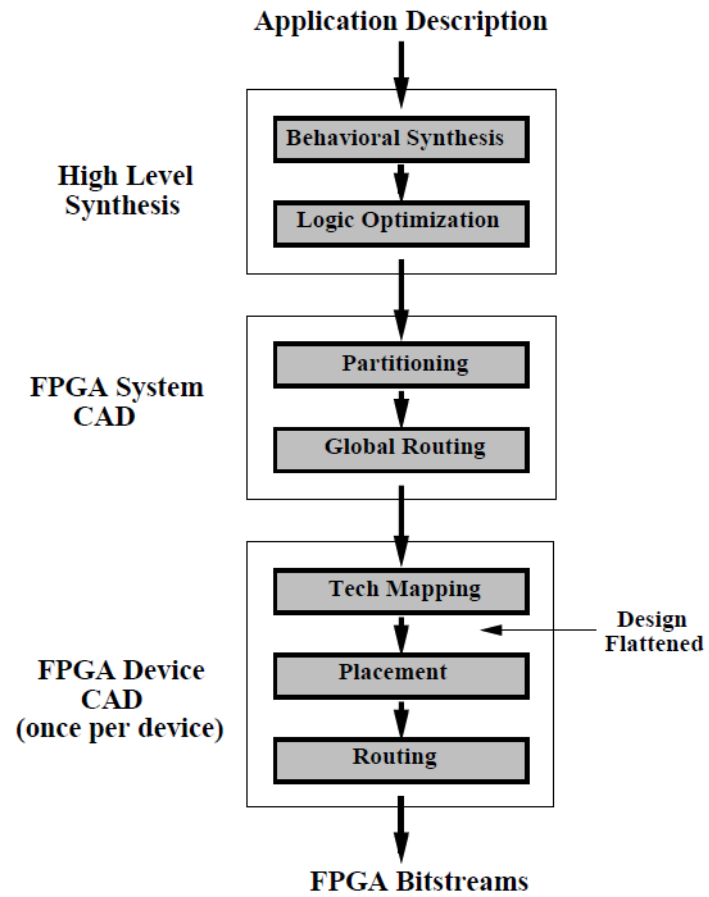 Application Description
Behavioral Synthesis
High Level
Synthesis
Logic Optimization
Partitioning
FPGA System
CAD
Global Routing
Tech Mapping
Design
Flattened
FPGA Device
CAD
(once per device)
Placement
Routing
FPGA Bitstreams